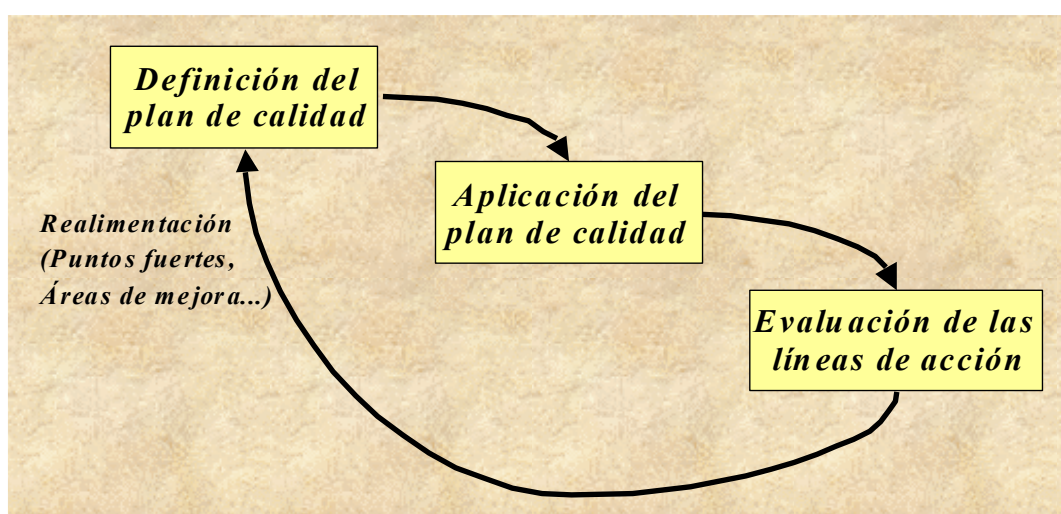 Definición del
plan de calidad
Aplicación del
plan de calidad
Realimentación
(Puntos fuertes,
Áreas de mejora...)
Evaluación de las
líneas de acción